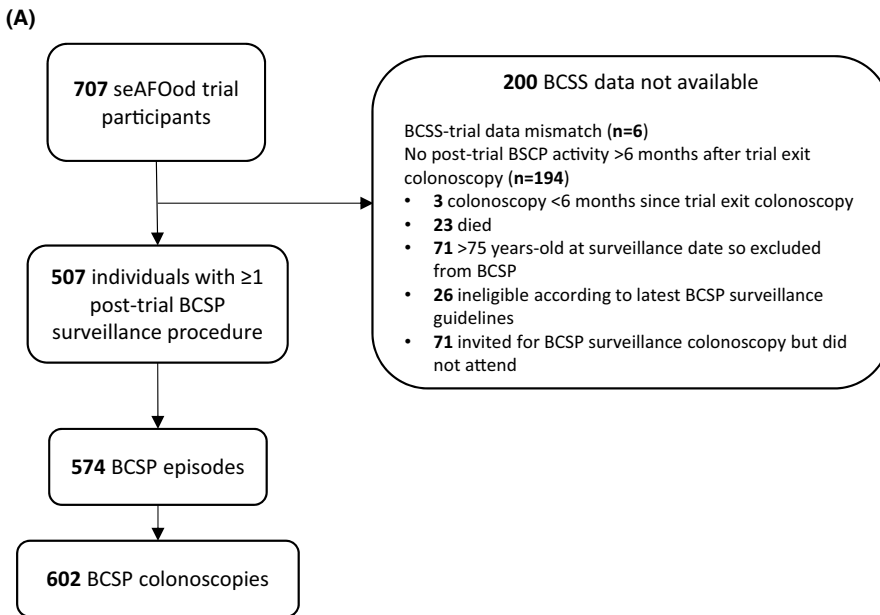 (A)
707 seAFOod trial
participants
200 BCSS data not available
BCSS-trial data mismatch (n=6)
No post-trial BSCP activity >6 months after trial exit
colonoscopy (n=194)
• 3 colonoscopy <6 months since trial exit colonoscopy
• 23 died
• 71 >75 years-old at surveillance date so excluded
from BCSP
• 26 ineligible according to latest BCSP surveillance
guidelines
• 71 invited for BCSP surveillance colonoscopy but did
not attend
507 individuals with ≥1
post-trial BCSP
surveillance procedure
574 BCSP episodes
602 BCSP colonoscopies